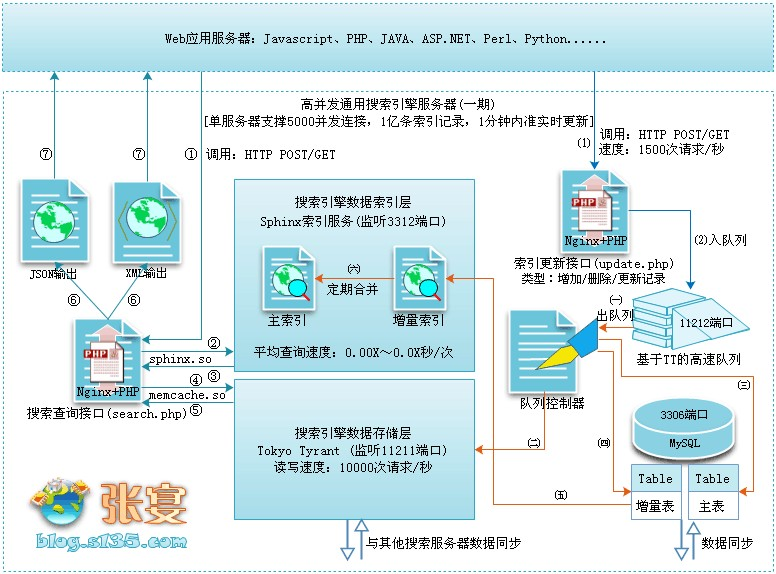 Web应用服务器：Javascript、PHP、JAVA、ASP.NET、Perl、Python......
高并发通用搜索引擎服务器(一期)
[单服务器支撑5000并发连接，1亿条索引记录，1分钟内准实时更新]
⑦
⑦
①
调用：HTTP POST/GET
(1)
调用：HTTP POST/GET
速度：1500次请求/秒
JSON输出
XML输出
⑥
⑥
搜索引擎数据索引层
Sphinx索引服务(监听3312端口)
(六)
定期合并
主索引
增量索引
平均查询速度：0.00X～0.0X秒/次
PHP
Nginx+PHP
索引更新接口(update.php)
类型：增加/删除/更新记录
(2)入队列
(一)
出队列
11212端口
基于TT的高速队列
队列控制器
PHP
Nginx+PHP
搜索查询接口(search.php)
②
sphinx.so
③
④
memcache.so
⑤
搜索引擎数据存储层
Tokyo Tyrant (监听11211端口)
读写速度：10000次请求/秒
(二)
(三)
(四)
(五)
3306端口
MySQL
Table
Table
增量表
主表
与其他搜索服务器数据同步
数据同步
张宴
blog.s135.com